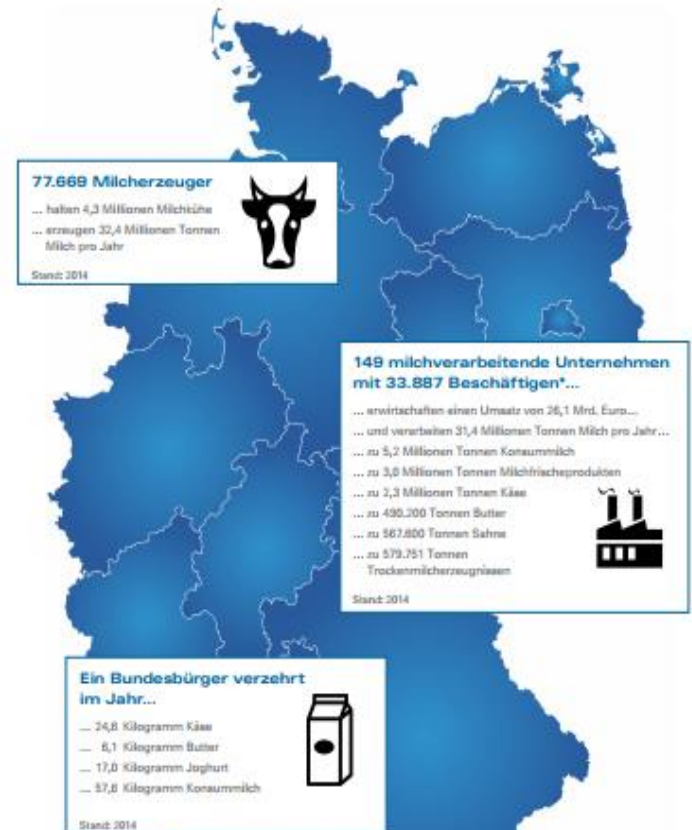 77.669 Milcherzeuger
... halten 4,3 Millionen Milchkühe
... erzeugen 32,4 Millionen Tonnen
Milch pro Jahr
Stand: 2014
149 milchverarbeitende Unternehmen
mit 33.887 Beschäftigen*...
... erwirtschaften einen Umsatz von 26,1 Mrd. Euro...
... und verarbeiten 31,4 Millionen Tonnen Milch pro Jahr...
... zu 5,2 Millionen Tonnen Konsummilch
... zu 3,0 Millionen Tonnen Milchfrischeprodukten
... zu 2,3 Millionen Tonnen Käse
... zu 490.200 Tonnen Butter
... zu 567.600 Tonnen Sahne
... zu 579.751 Tonnen
Trockenmilcherzeugnissen
Stand: 2014
Ein Bundesbürger verzehrt
im Jahr...
... 24,6 Kilogramm Käse
... 6,1 Kilogramm Butter
... 17,0 Kilogramm Joghurt
... 57,6 Kilogramm Konsummilch
Stand: 2014